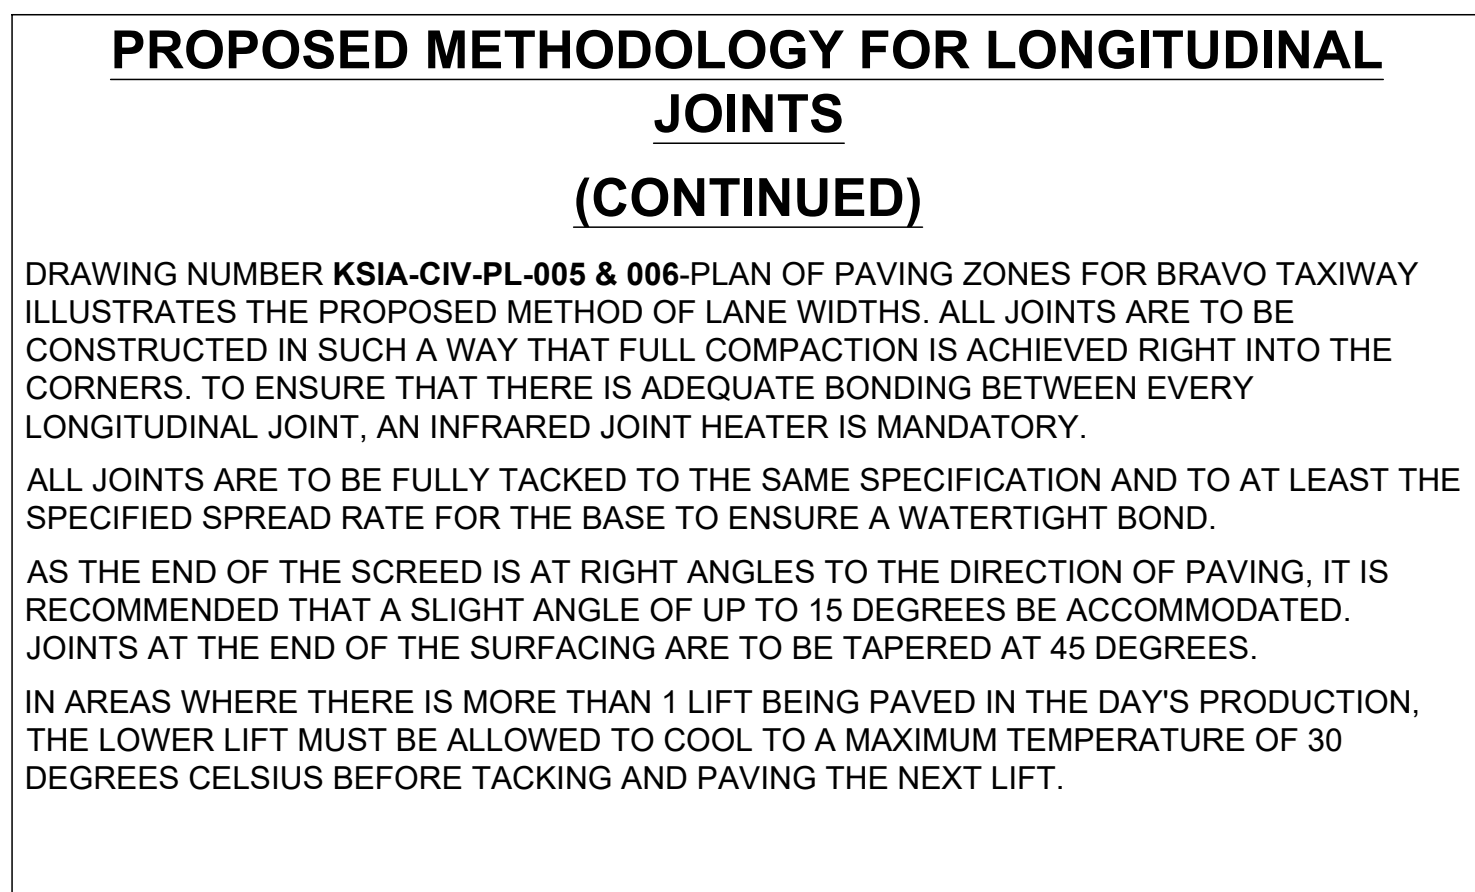 PROPOSED METHODOLOGY FOR LONGITUDINAL
JOINTS
(CONTINUED)
DRAWING NUMBER KSIA-CIV-PL-005 & 006-PLAN OF PAVING ZONES FOR BRAVO TAXIWAY
ILLUSTRATES THE PROPOSED METHOD OF LANE WIDTHS. ALL JOINTS ARE TO BE
CONSTRUCTED IN SUCH A WAY THAT FULL COMPACTION IS ACHIEVED RIGHT INTO THE
CORNERS. TO ENSURE THAT THERE IS ADEQUATE BONDING BETWEEN EVERY
LONGITUDINAL JOINT, AN INFRARED JOINT HEATER IS MANDATORY.
ALL JOINTS ARE TO BE FULLY TACKED TO THE SAME SPECIFICATION AND TO AT LEAST THE
SPECIFIED SPREAD RATE FOR THE BASE TO ENSURE A WATERTIGHT BOND.
AS THE END OF THE SCREED IS AT RIGHT ANGLES TO THE DIRECTION OF PAVING, IT IS
RECOMMENDED THAT A SLIGHT ANGLE OF UP TO 15 DEGREES BE ACCOMMODATED.
JOINTS AT THE END OF THE SURFACING ARE TO BE TAPERED AT 45 DEGREES.
IN AREAS WHERE THERE IS MORE THAN 1 LIFT BEING PAVED IN THE DAY'S PRODUCTION,
THE LOWER LIFT MUST BE ALLOWED TO COOL TO A MAXIMUM TEMPERATURE OF 30
DEGREES CELSIUS BEFORE TACKING AND PAVING THE NEXT LIFT.